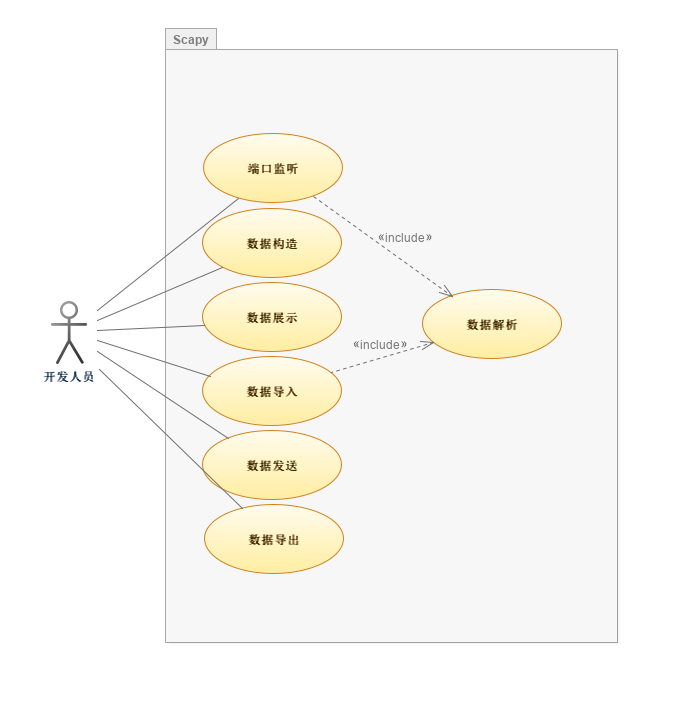 Scapy
端口监听
«include»
数据构造
数据展示
数据解析
«include»
开发人员
数据导入
数据发送
数据导出